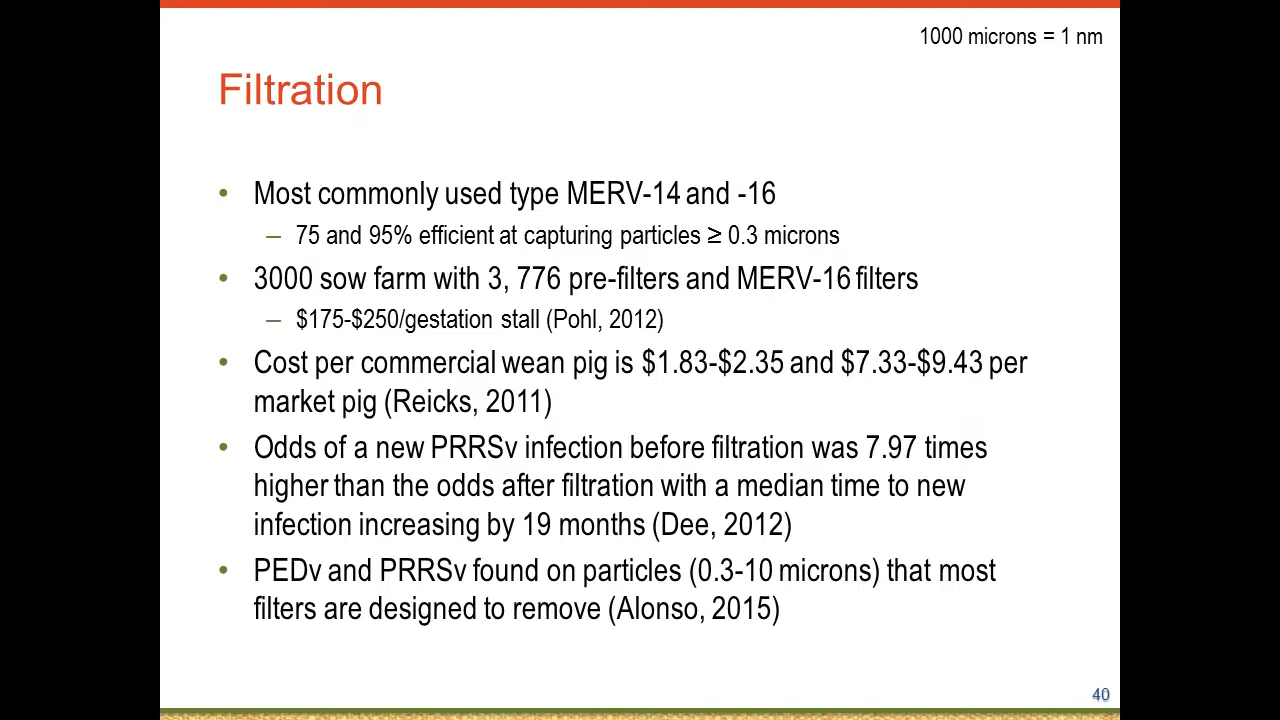 1000 microns = 1 nm
Filtration
• Most commonly used type MERV-14 and -16
– 75 and 95% efficient at capturing particles ≥ 0.3 microns
• 3000 sow farm with 3, 776 pre-filters and MERV-16 filters
– $175-$250/gestation stall (Pohl, 2012)
• Cost per commercial wean pig is $1.83-$2.35 and $7.33-$9.43 per
market pig (Reicks, 2011)
• Odds of a new PRRSv infection before filtration was 7.97 times
higher than the odds after filtration with a median time to new
infection increasing by 19 months (Dee, 2012)
• PEDv and PRRSv found on particles (0.3-10 microns) that most
filters are designed to remove (Alonso, 2015)
40